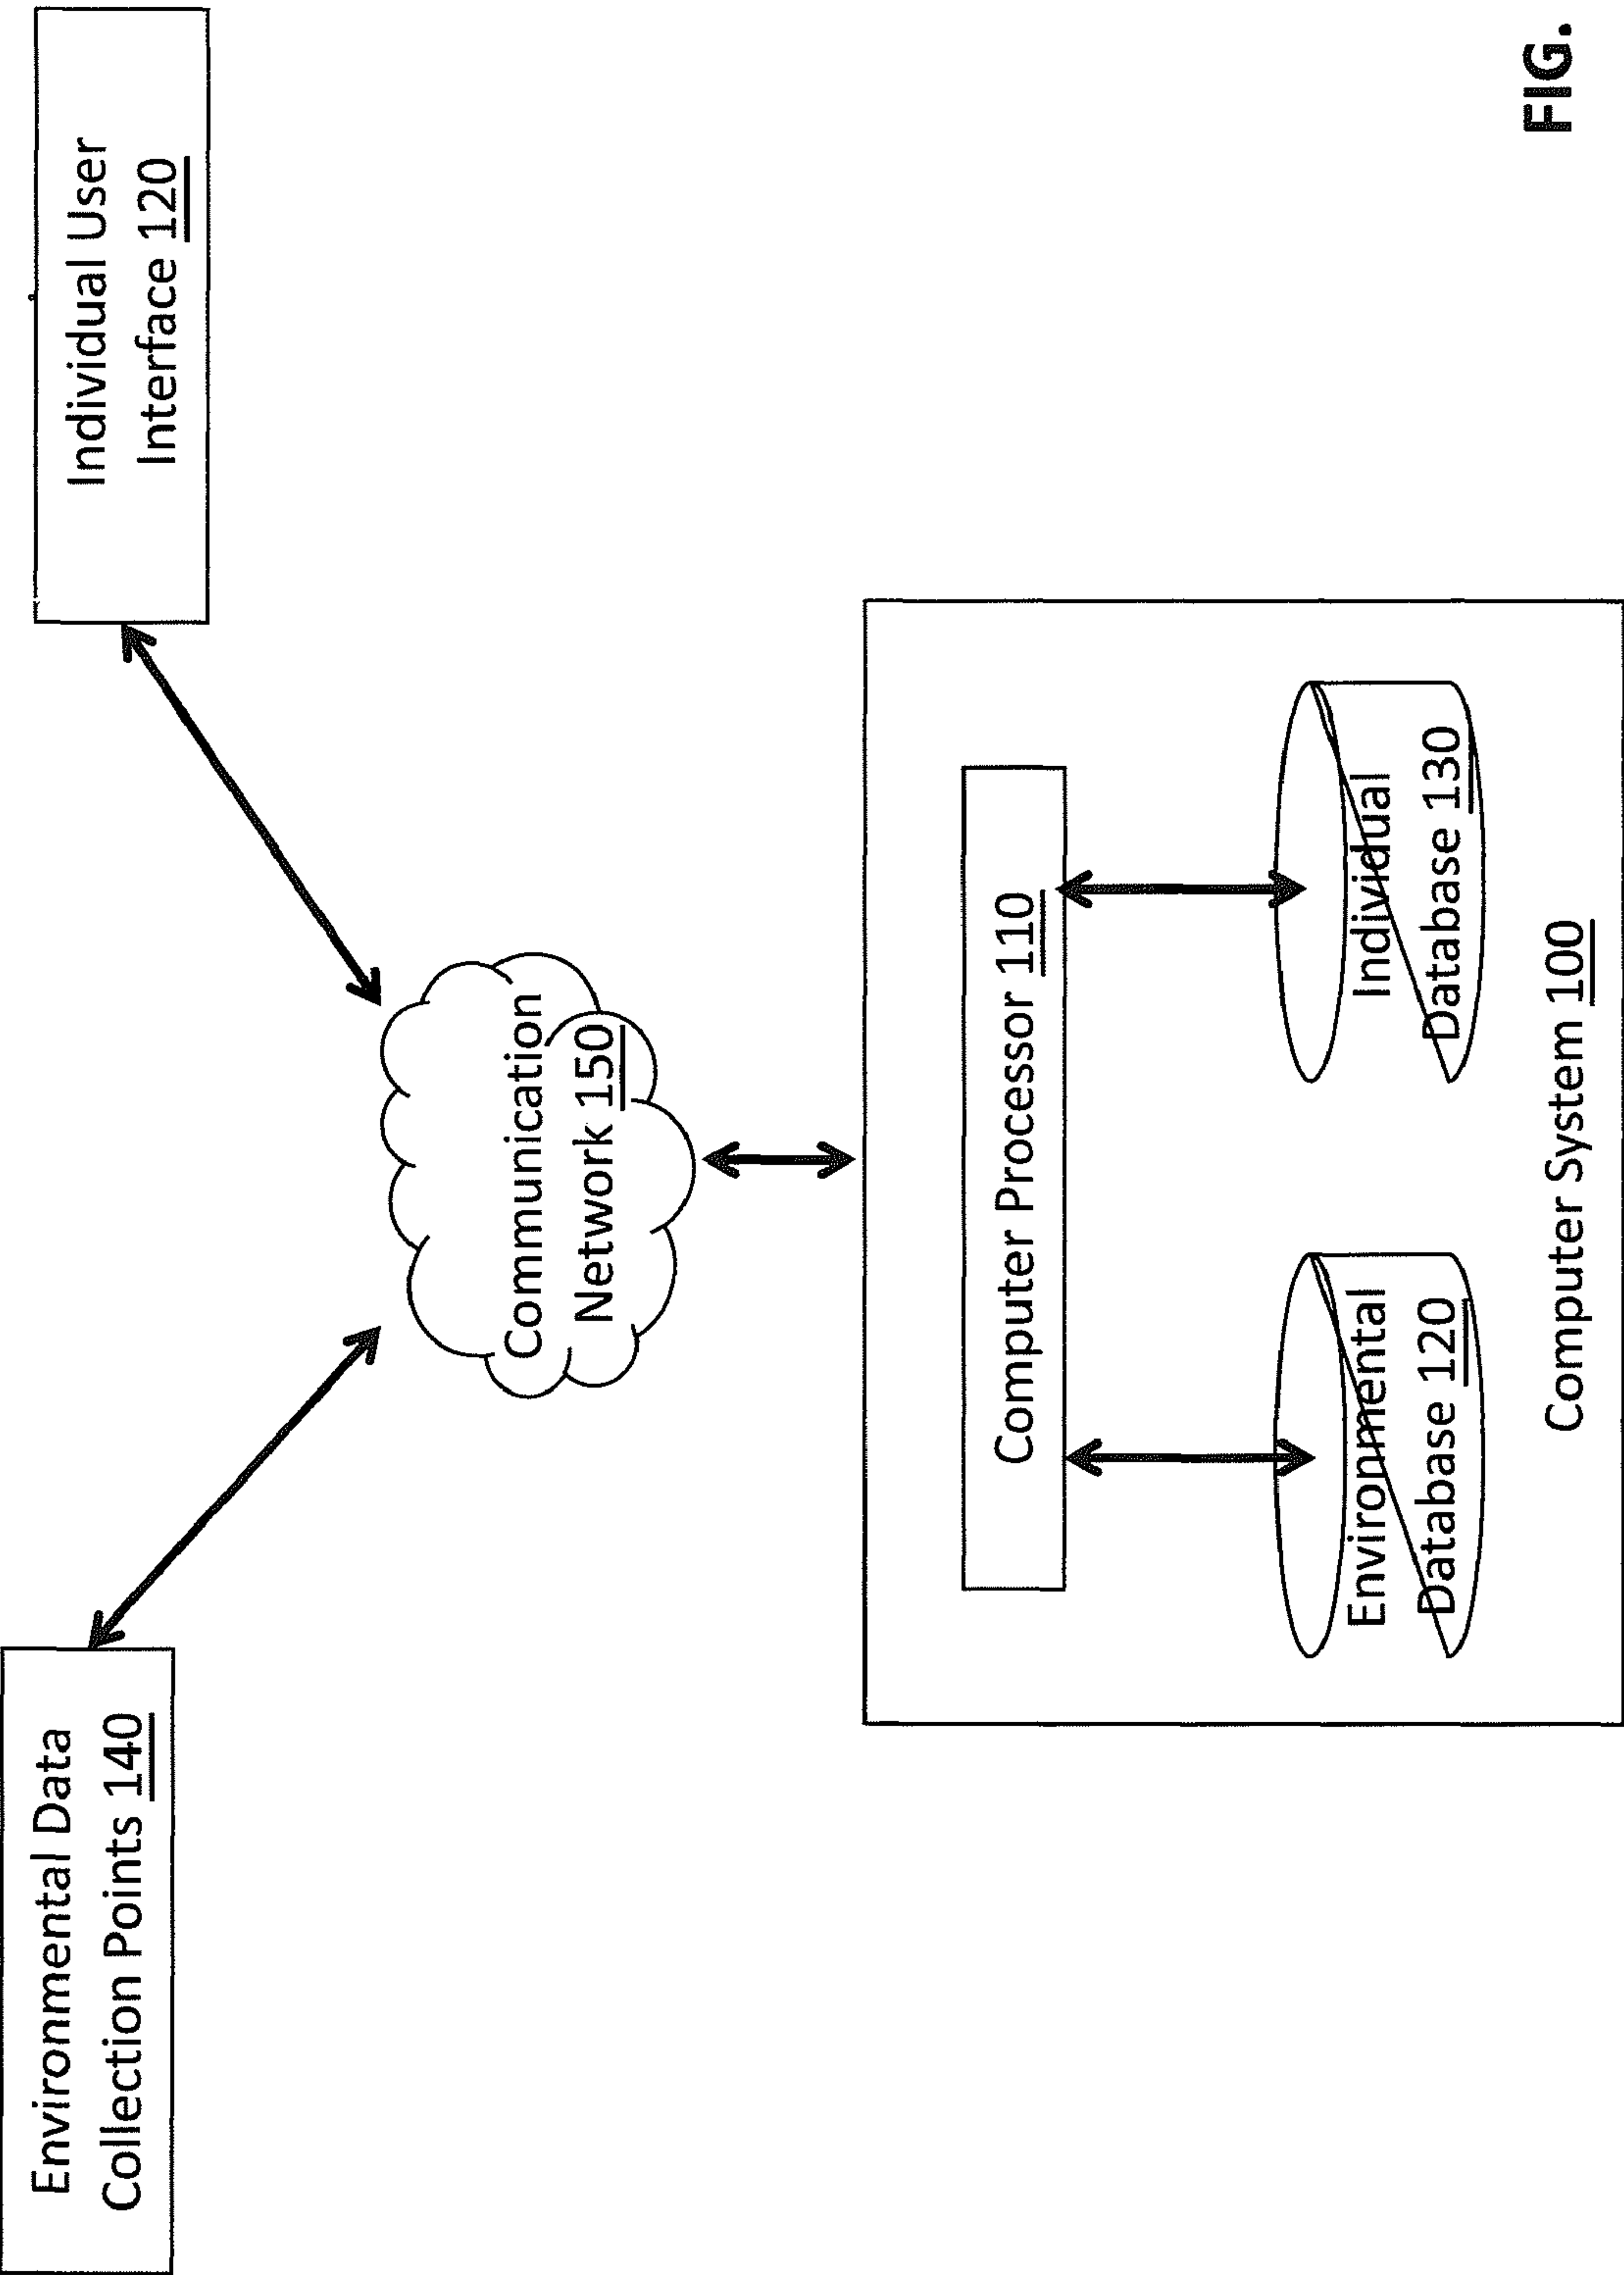 Environmental Data
Collection Points 140
Individual User
Interface 120
Communication
Network 150
Computer Processor 110
Environmental
Database 120
Individual
Database 130
Computer System 100
FIG.